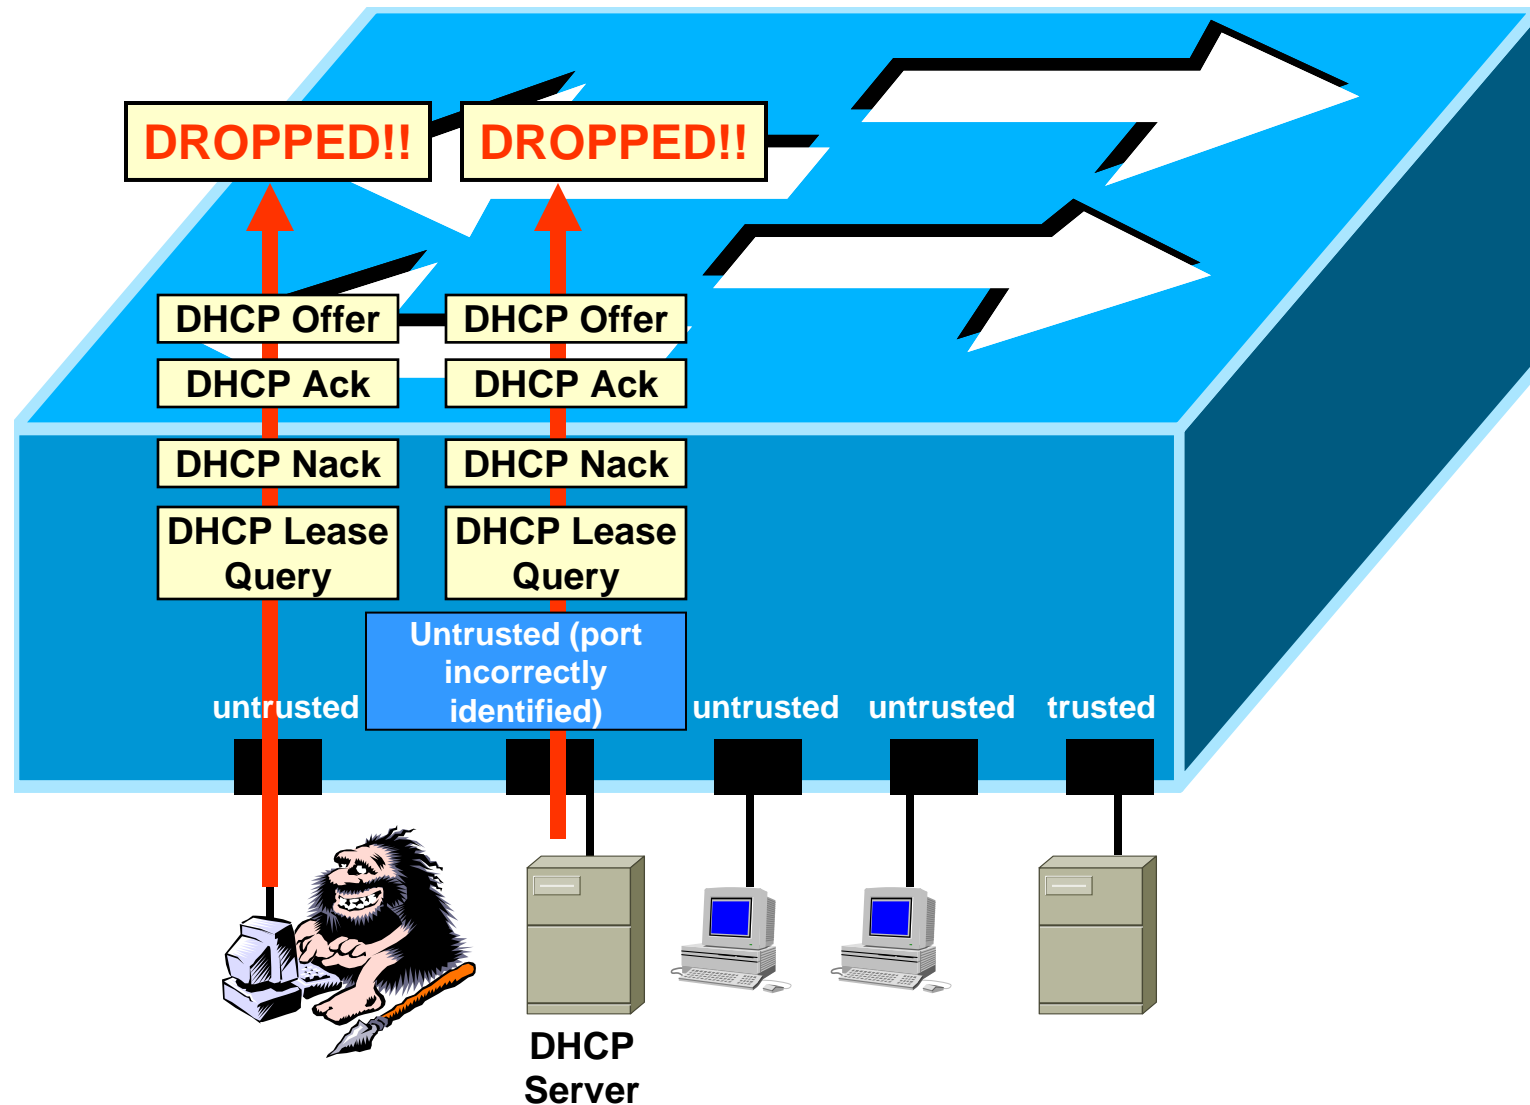 DROPPED!!
DROPPED!!
DHCP Offer
DHCP Offer
DHCP Ack
DHCP Ack
DHCP Nack
DHCP Nack
DHCP Lease
Query
DHCP Lease
Query
Untrusted (port
incorrectly
identified)
untrusted
untrusted
untrusted
trusted
DHCP
Server